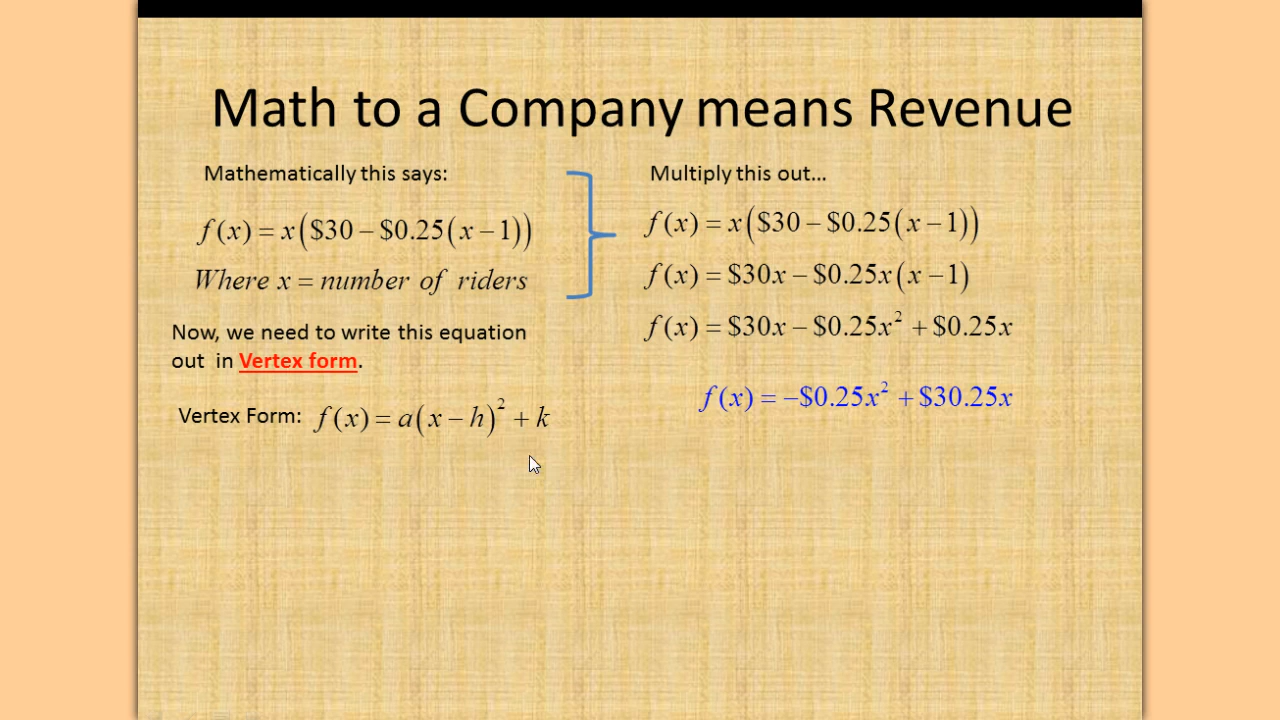 Math to a Company means Revenue
Mathematically this says:
f(x) = x($30 − $0.25(x − 1))
Where x = number of riders
Now, we need to write this equation
out in Vertex form.
Vertex Form: f(x) = a(x − h)² + k
Multiply this out…
f(x) = x($30 − $0.25(x − 1))
f(x) = $30x − $0.25x(x − 1)
f(x) = $30x − $0.25x² + $0.25x
f(x) = −$0.25x² + $30.25x